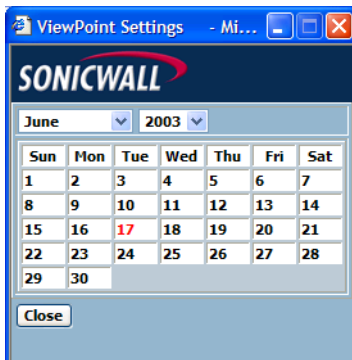 ViewPoint Settings - Mi...
SONICWALL
June 2003
Sun Mon Tue Wed Thu Fri Sat
1 2 3 4 5 6 7
8 9 10 11 12 13 14
15 16 17 18 19 20 21
22 23 24 25 26 27 28
29 30
Close